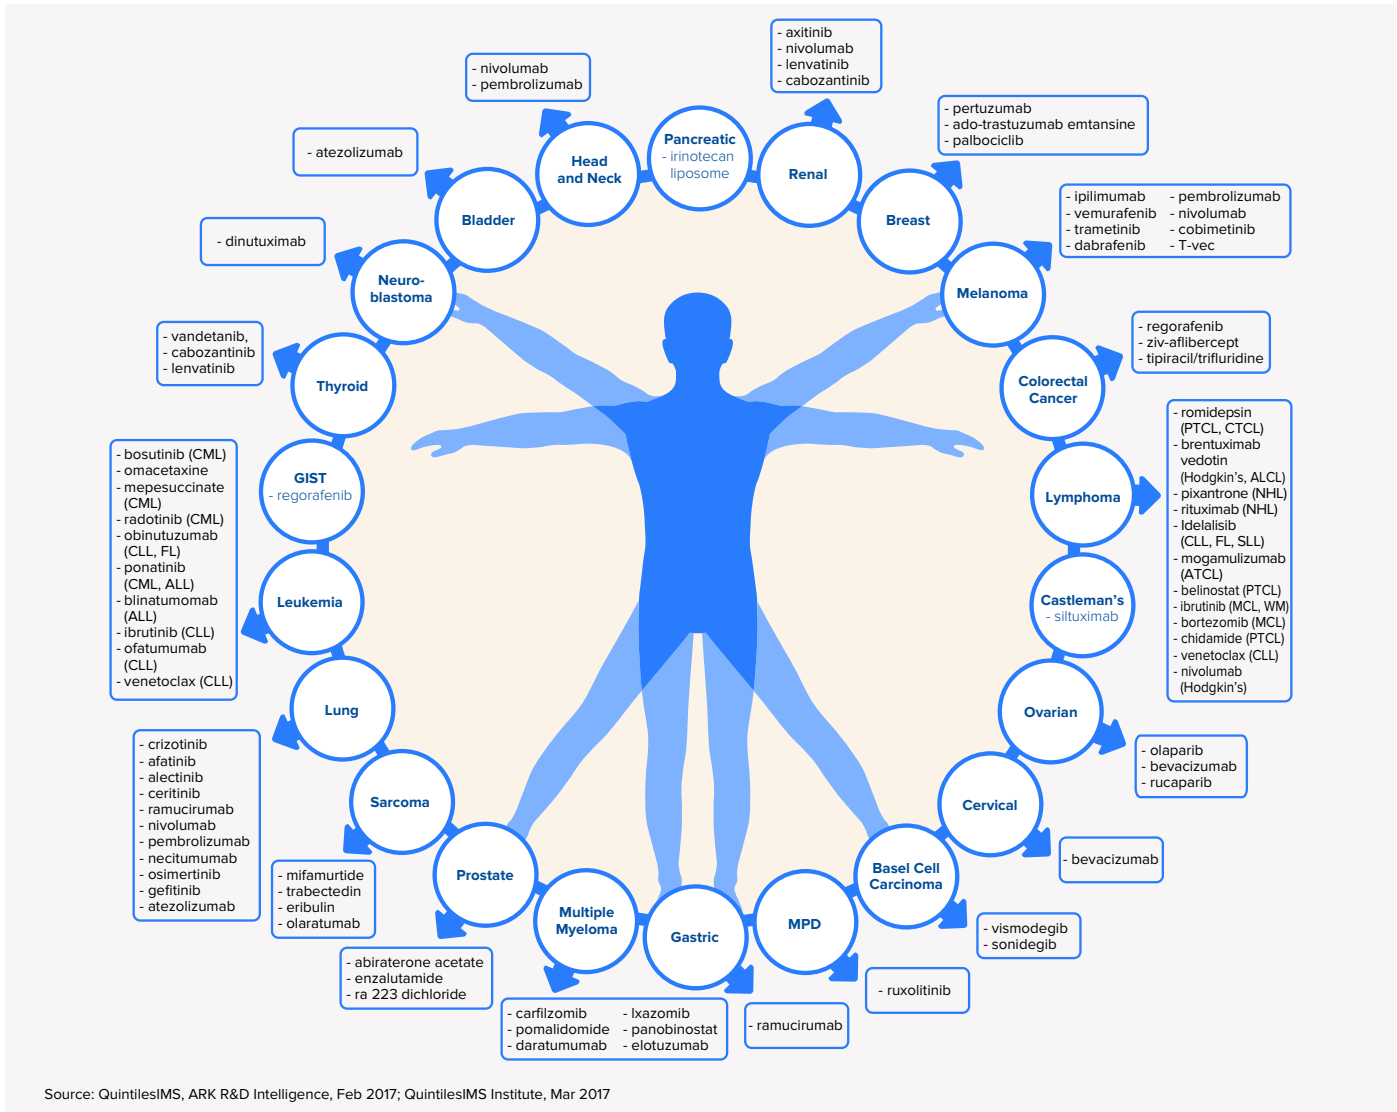 - axitinib
- nivolumab
- lenvatinib
- cabozantinib
- nivolumab
- pembrolizumab
- pertuzumab
- ado-trastuzumab emtansine
- palbociclib
- atezolizumab
Head
and Neck
Pancreatic
- irinotecan
liposome
Renal
Bladder
Breast
- ipilimumab
- vemurafenib
- trametinib
- dabrafenib
- pembrolizumab
- nivolumab
- cobimetinib
- T-vec
- dinutuximab
Neuro-
blastoma
Melanoma
- vandetanib,
- cabozantinib
- lenvatinib
Thyroid
Colorectal
Cancer
- regorafenib
- ziv-aflibercept
- tipiracil/trifluridine
GIST
- regorafenib
Lymphoma
- romidepsin
(PTCL, CTCL)
- brentuximab
vedotin
(Hodgkin's, ALCL)
- pixantrone (NHL)
- rituximab (NHL)
- Idelalisib
(CLL, FL, SLL)
- mogamulizumab
(ATCL)
- belinostat (PTCL)
- ibrutinib (MCL, WM)
- bortezomib (MCL)
- chidamide (PTCL)
- venetoclax (CLL)
- nivolumab
(Hodgkin's)
- bosutinib (CML)
- omacetaxine
- mepesuccinate
(CML)
- radotinib (CML)
- obinutuzumab
(CLL, FL)
- ponatinib
(CML, ALL)
- blinatumomab
(ALL)
- ibrutinib (CLL)
- ofatumumab
(CLL)
- venetoclax (CLL)
Leukemia
Castleman's
- siltuximab
Lung
Ovarian
- crizotinib
- afatinib
- alectinib
- ceritinib
- ramucirumab
- nivolumab
- pembrolizumab
- necitumumab
- osimertinib
- gefitinib
- atezolizumab
- olaparib
- bevacizumab
- rucaparib
Sarcoma
Cervical
- mifamurtide
- trabectedin
- eribulin
- olaratumab
- bevacizumab
Prostate
Basel Cell
Carcinoma
Multiple
Myeloma
Gastric
MPD
- vismodegib
- sonidegib
- abiraterone acetate
- enzalutamide
- ra 223 dichloride
- ruxolitinib
- carfilzomib
- pomalidomide
- daratumumab
- Ixazomib
- panobinostat
- elotuzumab
- ramucirumab
Source: QuintilesIMS, ARK R&D Intelligence, Feb 2017; QuintilesIMS Institute, Mar 2017